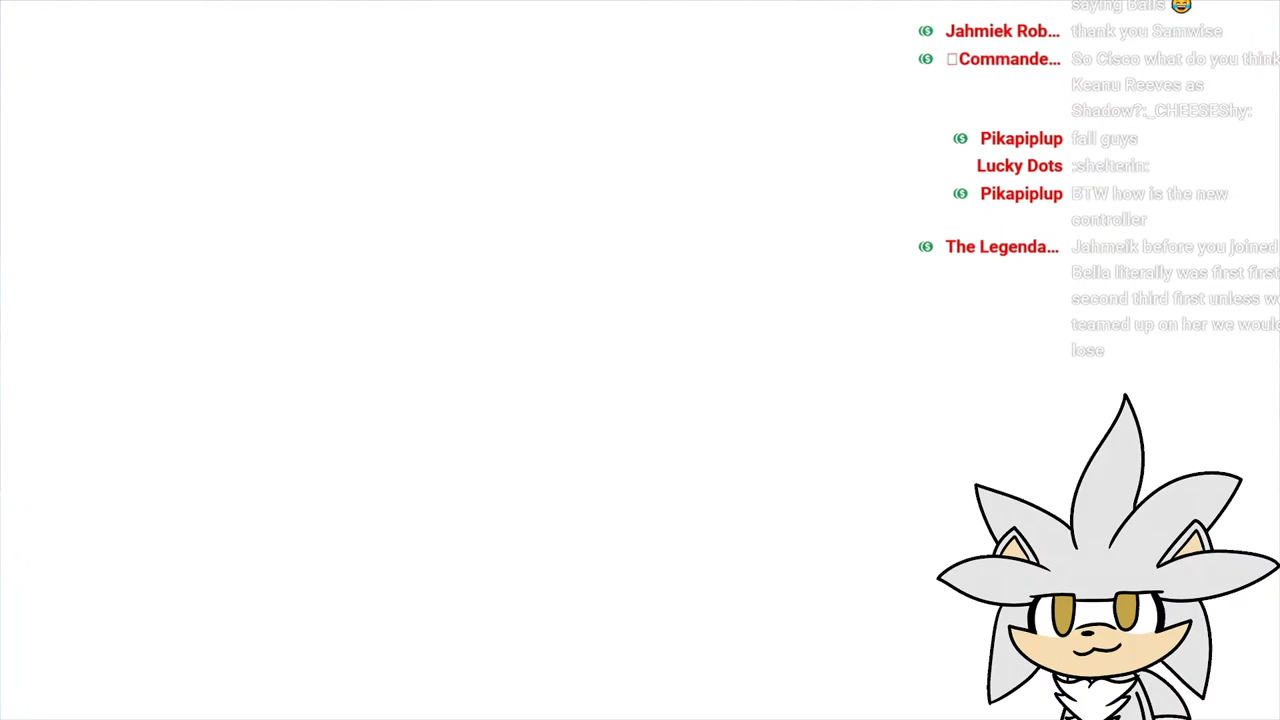 saying Balls 😂
Jahmiek Rob... thank you Samwise
Commande... So Cisco what do you think
Keanu Reeves as
Shadow?:_CHEESEShy:
Pikapiplup fall guys
Lucky Dots :shelterin:
Pikapiplup BTW how is the new
controller
The Legenda... Jahmeik before you joined
Bella literally was first first
second third first unless we
teamed up on her we would
lose